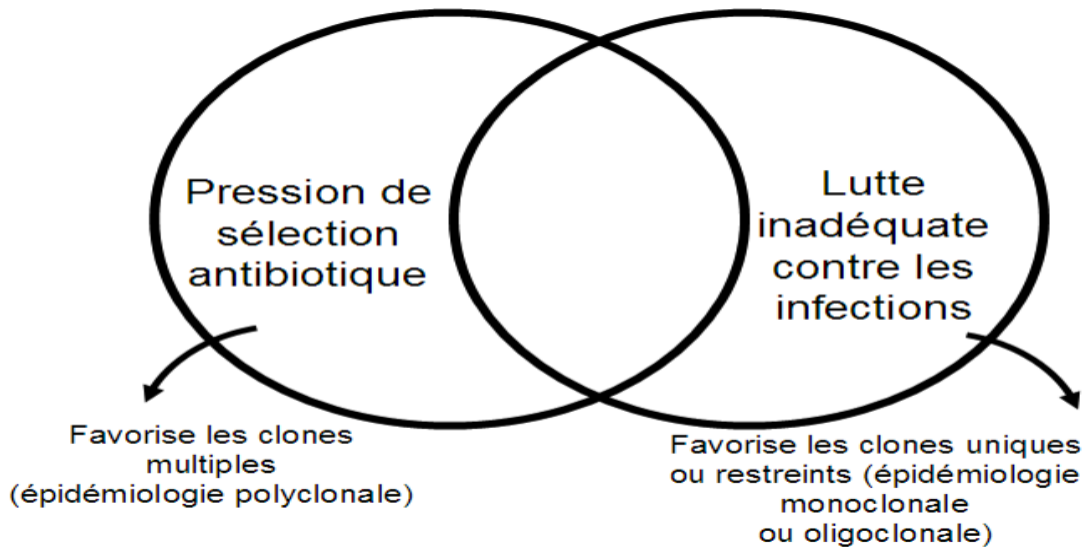 Pression de
sélection
antibiotique
Lutte
inadéquate
contre les
infections
Favorise les clones
multiples
(épidémiologie polyclonale)
Favorise les clones uniques
ou restreints (épidémiologie
monoclonale
ou oligoclonale)